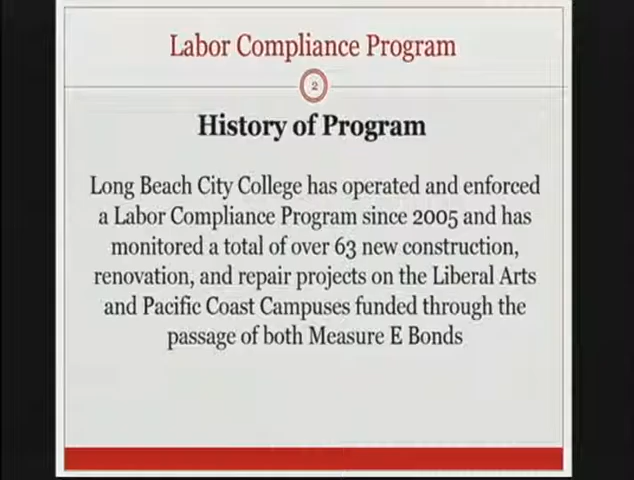 Labor Compliance Program
2
History of Program
Long Beach City College has operated and enforced
a Labor Compliance Program since 2005 and has
monitored a total of over 63 new construction,
renovation, and repair projects on the Liberal Arts
and Pacific Coast Campuses funded through the
passage of both Measure E Bonds